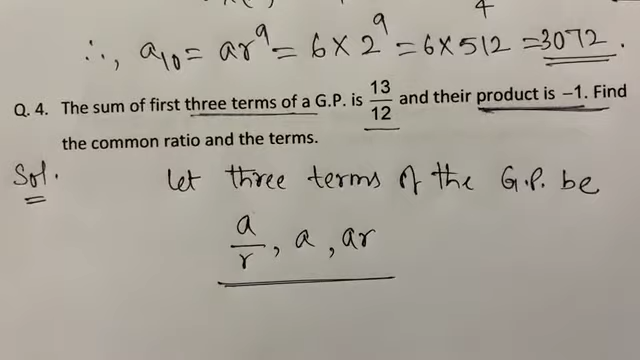 4
∴, a₁₀ = ar⁹ = 6 × 2⁹ = 6 × 512 = 3072.
Q. 4. The sum of first three terms of a G.P. is 13/12 and their product is −1. Find
the common ratio and the terms.
Sol. Let three terms of the G.P. be
a/r, a, ar